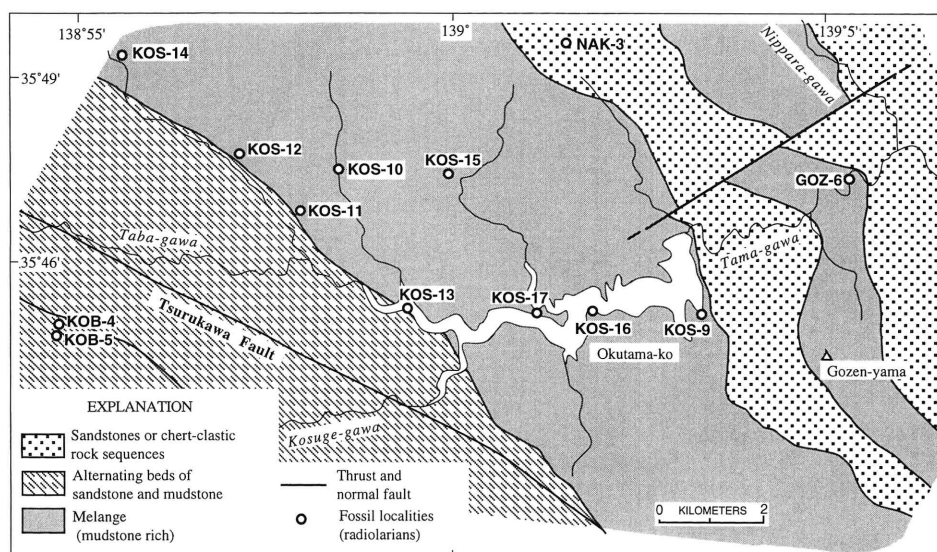 138°55'
139°
139°5'
KOS-14
NAK-3
Nippara-gawa
35°49'
KOS-12
KOS-10
KOS-15
GOZ-6
KOS-11
Taba-gawa
Tama-gawa
35°46'
KOS-13
KOS-17
KOB-4
KOB-5
Tsurukawa Fault
KOS-16
KOS-9
Okutama-ko
Gozen-yama
Kosuge-gawa
EXPLANATION
Sandstones or chert-clastic
rock sequences
Alternating beds of
sandstone and mudstone
Melange
(mudstone rich)
Thrust and
normal fault
Fossil localities
(radiolarians)
0 KILOMETERS 2